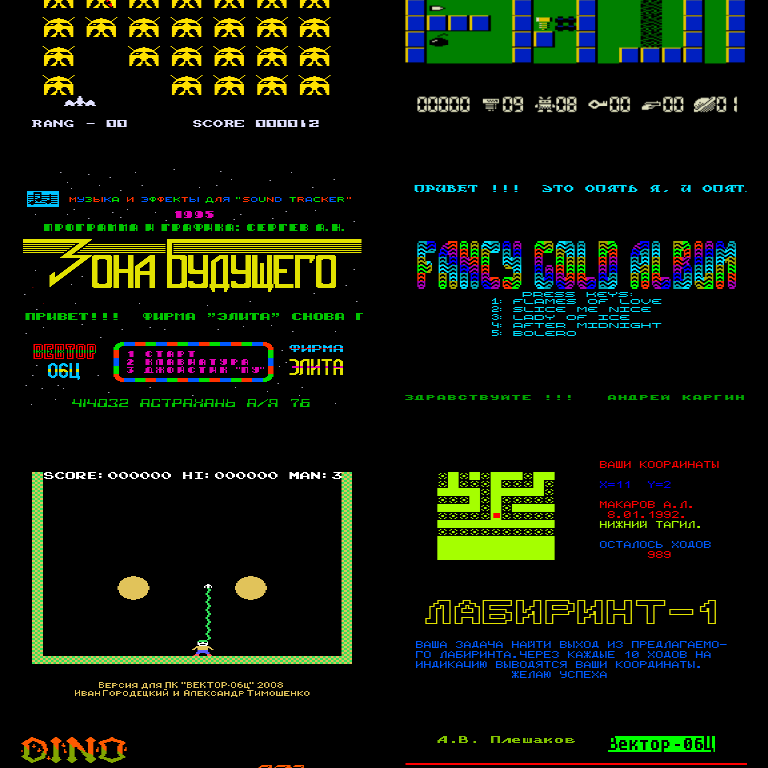 RANG - 00 SCORE 000012
00000 09 08 00 00 01
МУЗЫКА И ЭФФЕКТЫ ДЛЯ "SOUND TRACKER"
1995
ПРОГРАММА И ГРАФИКА: СЕРГЕЕВ А.Н.
ЗОНА БУДУЩЕГО
ПРИВЕТ!!! ФИРМА "ЭЛИТА" СНОВА
ВЕКТОР
06Ц
1 СТАРТ
2 КЛАВИАТУРА
3 ДЖОЙСТИК "ПУ"
ФИРМА
ЭЛИТА
414032 АСТРАХАНЬ А/Я 76
ПРИВЕТ !!! ЭТО ОПЯТЬ Я, И ОПЯТ
FANCY GOLD ALBUM
PRESS KEYS:
1: FLAMES OF LOVE
2: SLICE ME NICE
3: LADY OF ICE
4: AFTER MIDNIGHT
5: BOLERO
ЗДРАВСТВУЙТЕ !!! АНДРЕЙ КАРГИН
SCORE:000000 HI:000000 MAN:3
Версия для ПК "ВЕКТОР-06ц" 2008
Иван Городецкий и Александр Тимошенко
ВАШИ КООРДИНАТЫ
X=11 Y=2
МАКАРОВ А.Л.
8.01.1992.
НИЖНИЙ ТАГИЛ.
ОСТАЛОСЬ ХОДОВ
989
ЛАБИРИНТ-1
ВАША ЗАДАЧА НАЙТИ ВЫХОД ИЗ ПРЕДЛАГАЕМО-
ГО ЛАБИРИНТА.ЧЕРЕЗ КАЖДЫЕ 10 ХОДОВ НА
ИНДИКАЦИЮ ВЫВОДЯТСЯ ВАШИ КООРДИНАТЫ.
ЖЕЛАЮ УСПЕХА
DINO
А.В. Плешаков
Вектор-06Ц